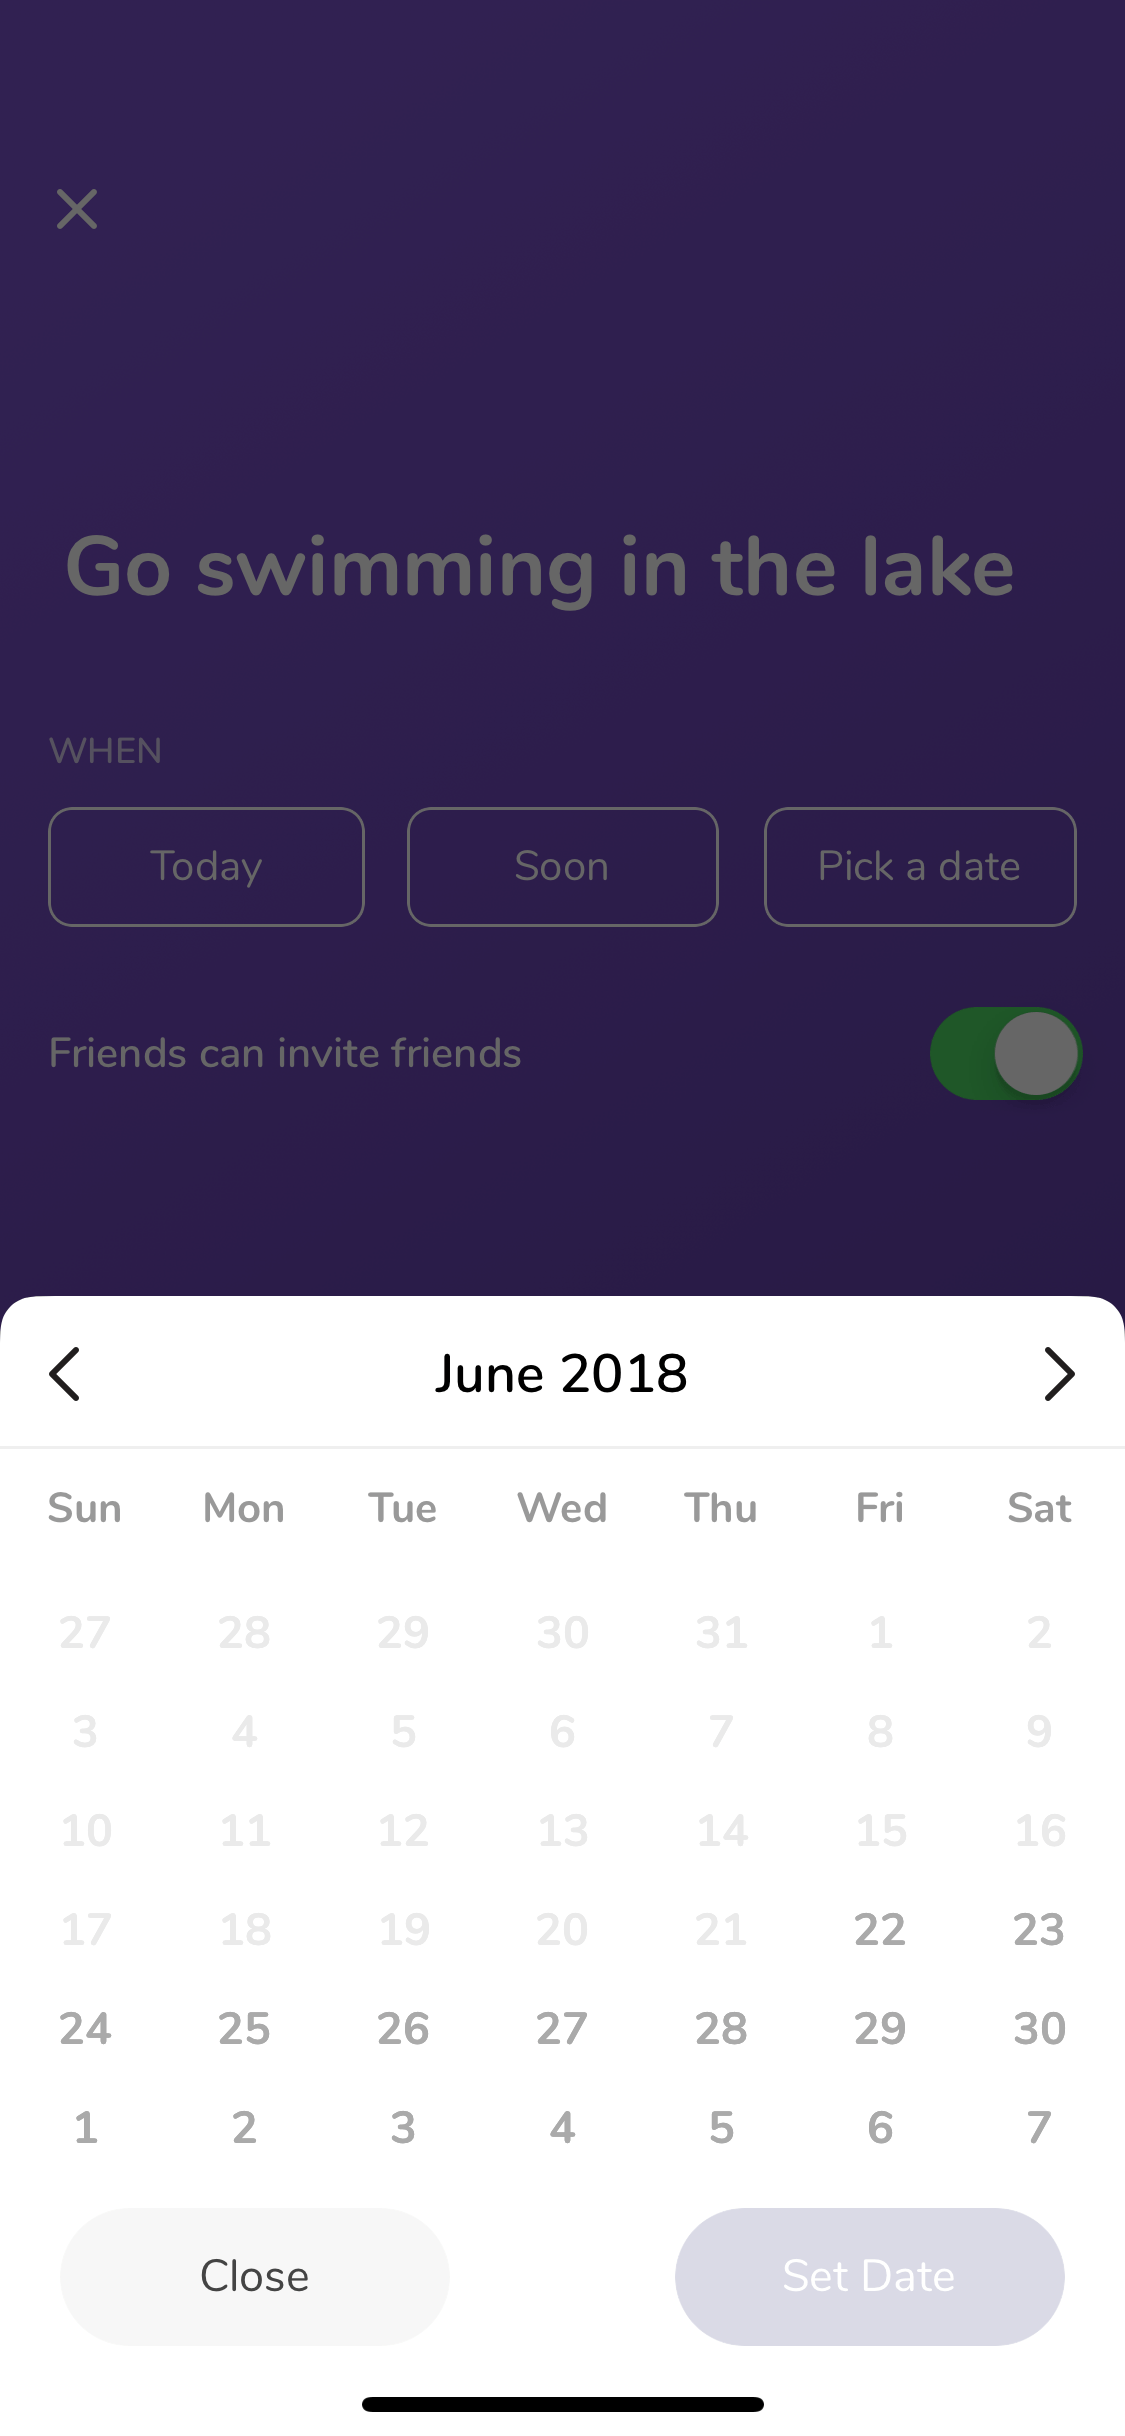 Go swimming in the lake
WHEN
Today Soon Pick a date
Friends can invite friends
June 2018
Sun Mon Tue Wed Thu Fri Sat
27 28 29 30 31 1 2
3 4 5 6 7 8 9
10 11 12 13 14 15 16
17 18 19 20 21 22 23
24 25 26 27 28 29 30
1 2 3 4 5 6 7
Close Set Date